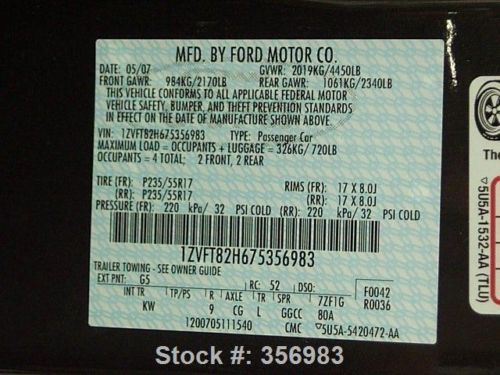 MFD. BY FORD MOTOR CO.
DATE: 05/07 GVWR: 2019KG/4450LB
FRONT GAWR: 984KG/2170LB REAR GAWR: 1061KG/2340LB
THIS VEHICLE CONFORMS TO ALL APPLICABLE FEDERAL MOTOR
VEHICLE SAFETY, BUMPER, AND THEFT PREVENTION STANDARDS
IN EFFECT ON THE DATE OF MANUFACTURE SHOWN ABOVE.
VIN: 1ZVFT82H675356983 TYPE: Passenger Car
MAXIMUM LOAD = OCCUPANTS + LUGGAGE = 326KG/720LB
OCCUPANTS = 4 TOTAL; 2 FRONT, 2 REAR
TIRE (FR): P235/55R17 RIMS (FR): 17 X 8.0J
(RR): P235/55R17 (RR): 17 X 8.0J
PRESSURE (FR): 220 kPa/ 32 PSI COLD (RR): 220 kPa/ 32 PSI COLD
1ZVFT82H675356983
TRAILER TOWING - SEE OWNER GUIDE
EXT PNT: G5 RC: 52 DSO: F0042
INT TR TP/PS R AXLE TR SPR 7ZF1G R0036
KW 9 CG L GGCC 80A
1200705111540 CMC ▽5U5A-5420472-AA
The
▽5U5A-1532-AA (TLU)
Stock #: 356983